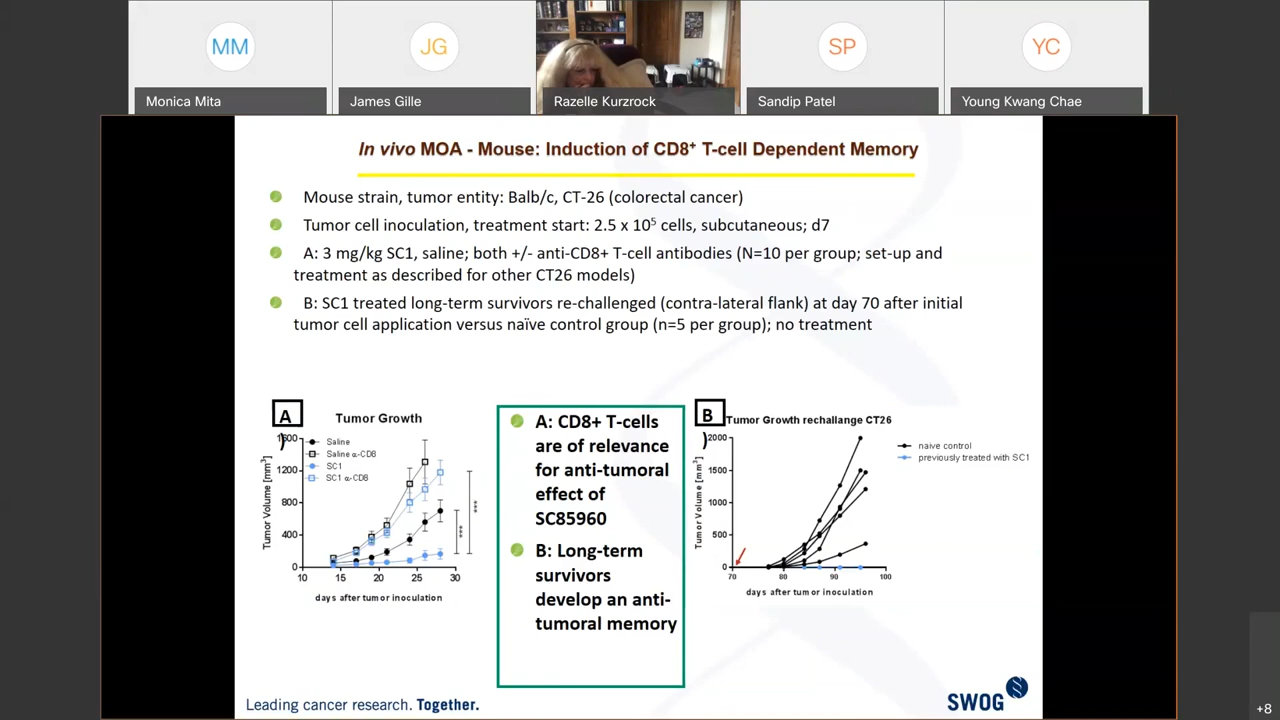 MM
JG
SP
YC
Monica Mita
James Gille
Razelle Kurzrock
Sandip Patel
Young Kwang Chae
In vivo MOA - Mouse: Induction of CD8⁺ T-cell Dependent Memory
Mouse strain, tumor entity: Balb/c, CT-26 (colorectal cancer)
Tumor cell inoculation, treatment start: 2.5 x 10⁵ cells, subcutaneous; d7
A: 3 mg/kg SC1, saline; both +/- anti-CD8+ T-cell antibodies (N=10 per group; set-up and
treatment as described for other CT26 models)
B: SC1 treated long-term survivors re-challenged (contra-lateral flank) at day 70 after initial
tumor cell application versus naïve control group (n=5 per group); no treatment
A
)
Tumor Growth
Saline
Saline α-CD8
SC1
SC1 α-CD8
Tumor Volume [mm³]
1600
1200
800
400
0
10 15 20 25 30
days after tumor inoculation
***
***
A: CD8+ T-cells
are of relevance
for anti-tumoral
effect of
SC85960
B: Long-term
survivors
develop an anti-
tumoral memory
B
)
Tumor Growth rechallange CT26
naive control
previously treated with SC1
Tumor Volume [mm³]
2000
1500
1000
500
0
70 80 90 100
days after tumor inoculation
Leading cancer research. Together.
SWOG
+8